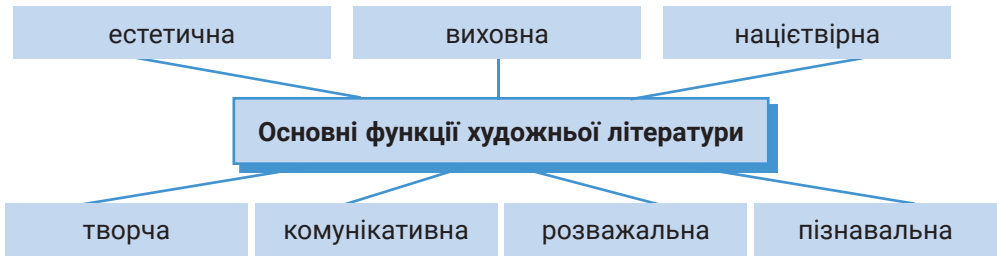 естетична
виховна
націєтвірна
Основні функції художньої літератури
творча
комунікативна
розважальна
пізнавальна